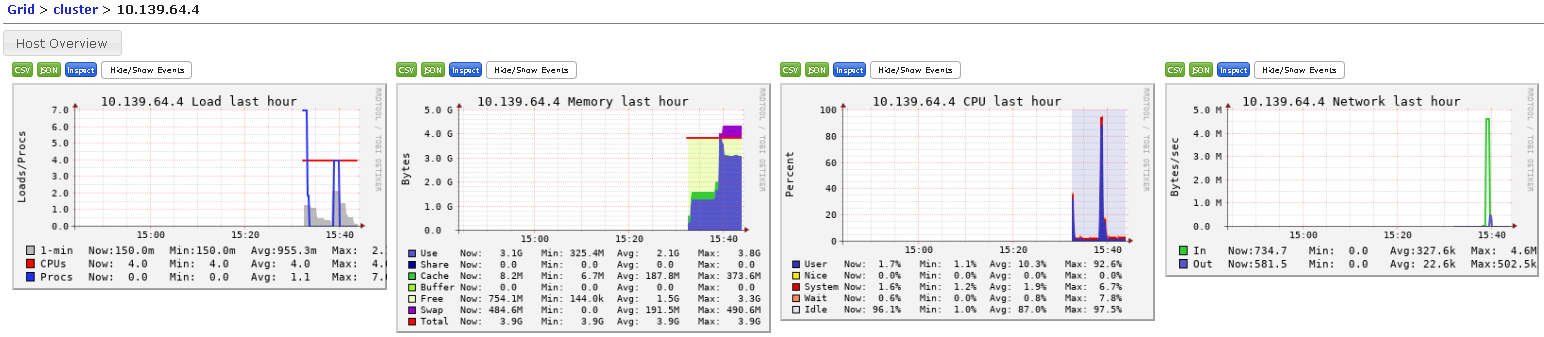 Grid > cluster > 10.139.64.4
Host Overview
CSV JSON Inspect Hide/Show Events
10.139.64.4 Load last hour
RRDTOOL / TOBI OETIKER
Loads/Procs
7.0
6.0
5.0
4.0
3.0
2.0
1.0
0.0
15:00 15:20 15:40
1-min Now:150.0m Min:150.0m Avg:955.3m Max: 2.
CPUs Now: 4.0 Min: 4.0 Avg: 4.0 Max: 4.
Procs Now: 0.0 Min: 0.0 Avg: 1.1 Max: 7.
CSV JSON Inspect Hide/Show Events
10.139.64.4 Memory last hour
RRDTOOL / TOBI OETIKER
Bytes
5.0 G
4.0 G
3.0 G
2.0 G
1.0 G
0.0
15:00 15:20 15:40
Use Now: 3.1G Min: 325.4M Avg: 2.1G Max: 3.8G
Share Now: 0.0 Min: 0.0 Avg: 0.0 Max: 0.0
Cache Now: 8.2M Min: 6.7M Avg: 187.8M Max: 373.6M
Buffer Now: 0.0 Min: 0.0 Avg: 0.0 Max: 0.0
Free Now: 754.1M Min: 144.0k Avg: 1.5G Max: 3.3G
Swap Now: 484.6M Min: 0.0 Avg: 191.5M Max: 490.6M
Total Now: 3.9G Min: 3.9G Avg: 3.9G Max: 3.9G
CSV JSON Inspect Hide/Show Events
10.139.64.4 CPU last hour
RRDTOOL / TOBI OETIKER
Percent
100
80
60
40
20
0
15:00 15:20 15:40
User Now: 1.7% Min: 1.1% Avg: 10.3% Max: 92.6%
Nice Now: 0.0% Min: 0.0% Avg: 0.0% Max: 0.0%
System Now: 1.6% Min: 1.2% Avg: 1.9% Max: 6.7%
Wait Now: 0.6% Min: 0.0% Avg: 0.8% Max: 7.8%
Idle Now: 96.1% Min: 1.0% Avg: 87.0% Max: 97.5%
CSV JSON Inspect Hide/Show Events
10.139.64.4 Network last hour
RRDTOOL / TOBI OETIKER
Bytes/sec
5.0 M
4.0 M
3.0 M
2.0 M
1.0 M
0.0
15:00 15:20 15:40
In Now:734.7 Min: 0.0 Avg:327.6k Max: 4.6M
Out Now:581.5 Min: 0.0 Avg: 22.6k Max:502.5k